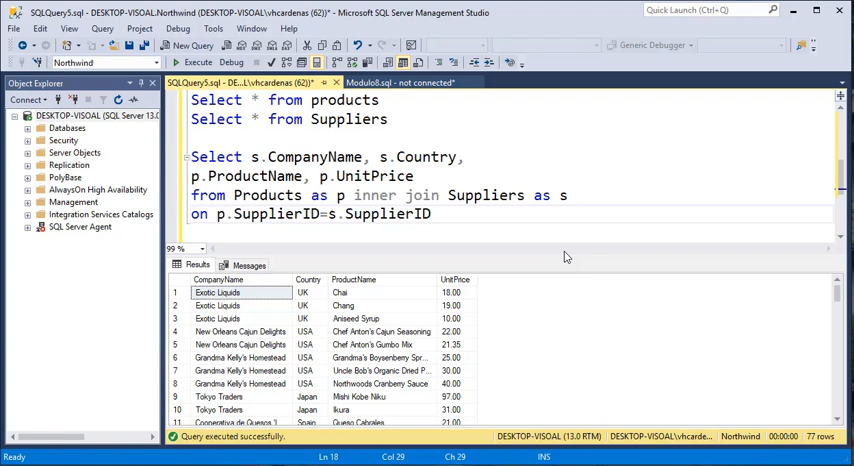 SQLQuery5.sql - DESKTOP-VISOAL.Northwind (DESKTOP-VISOAL\vhcardenas (62))* - Microsoft SQL Server Management Studio
Quick Launch (Ctrl+Q)
File Edit View Query Project Debug Tools Window Help
New Query
Generic Debugger
Northwind
Execute Debug
Object Explorer
SQLQuery5.sql - DE...L\vhcardenas (62))*
Modulo8.sql - not connected*
Connect
DESKTOP-VISOAL (SQL Server 13.0
Databases
Security
Server Objects
Replication
PolyBase
AlwaysOn High Availability
Management
Integration Services Catalogs
SQL Server Agent
Select * from products
Select * from Suppliers
Select s.CompanyName, s.Country,
p.ProductName, p.UnitPrice
from Products as p inner join Suppliers as s
on p.SupplierID=s.SupplierID
99 %
Results Messages
CompanyName Country ProductName UnitPrice
1 Exotic Liquids UK Chai 18.00
2 Exotic Liquids UK Chang 19.00
3 Exotic Liquids UK Aniseed Syrup 10.00
4 New Orleans Cajun Delights USA Chef Anton's Cajun Seasoning 22.00
5 New Orleans Cajun Delights USA Chef Anton's Gumbo Mix 21.35
6 Grandma Kelly's Homestead USA Grandma's Boysenberry Spr... 25.00
7 Grandma Kelly's Homestead USA Uncle Bob's Organic Dried P... 30.00
8 Grandma Kelly's Homestead USA Northwoods Cranberry Sauce 40.00
9 Tokyo Traders Japan Mishi Kobe Niku 97.00
10 Tokyo Traders Japan Ikura 31.00
11 Cooperativa de Quesos 'l... Spain Queso Cabrales 21.00
Query executed successfully. DESKTOP-VISOAL (13.0 RTM) DESKTOP-VISOAL\vhcarde... Northwind 00:00:00 77 rows
Ready Ln 18 Col 29 Ch 29 INS